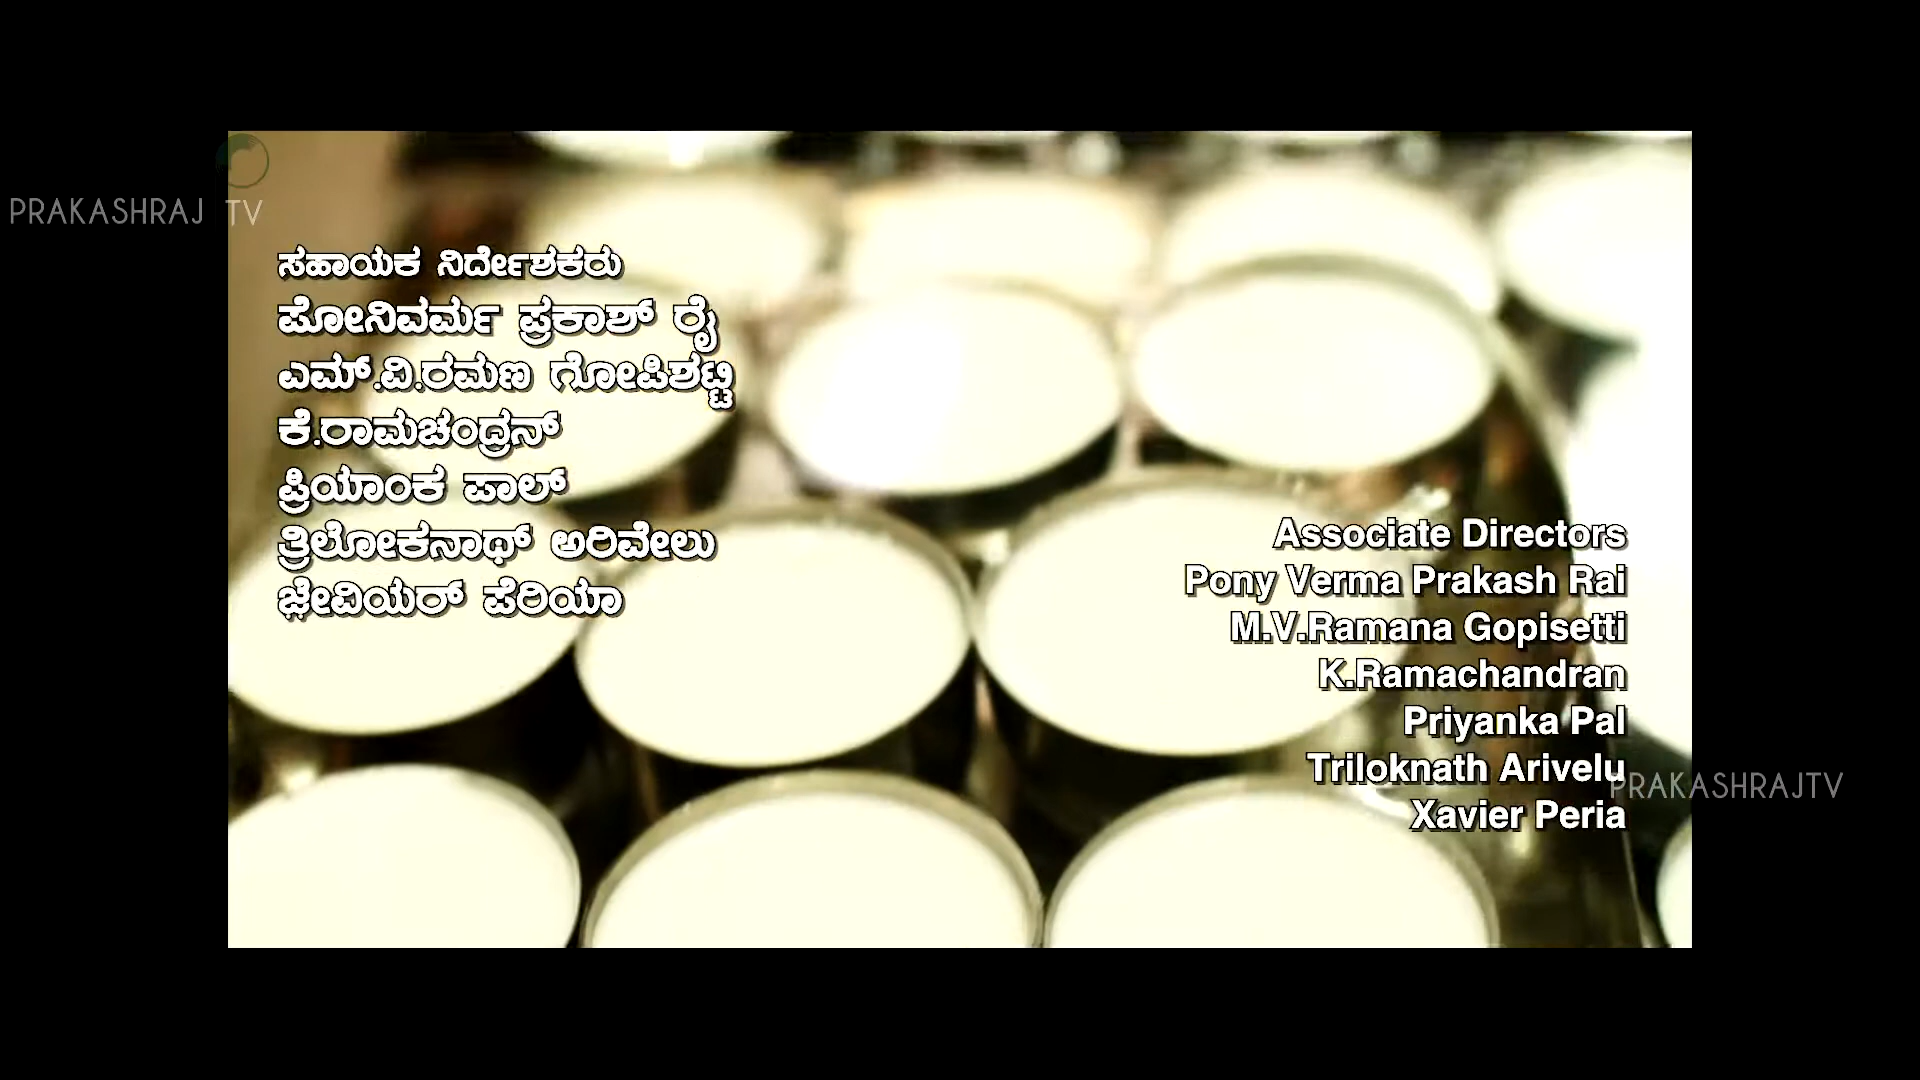 PRAKASHRAJ TV
ಸಹಾಯಕ ನಿರ್ದೇಶಕರು
ಪೋನಿವರ್ಮ ಪ್ರಕಾಶ್ ರೈ
ಎಮ್.ವಿ.ರಮಣ ಗೋಪಿಶಟ್ಟಿ
ಕೆ.ರಾಮಚಂದ್ರನ್
ಪ್ರಿಯಾಂಕ ಪಾಲ್
ತ್ರಿಲೋಕನಾಥ್ ಅರಿವೇಲು
ಜೇವಿಯರ್ ಪೆರಿಯಾ
Associate Directors
Pony Verma Prakash Rai
M.V.Ramana Gopisetti
K.Ramachandran
Priyanka Pal
Triloknath Arivelu
Xavier Peria
PRAKASHRAJTV